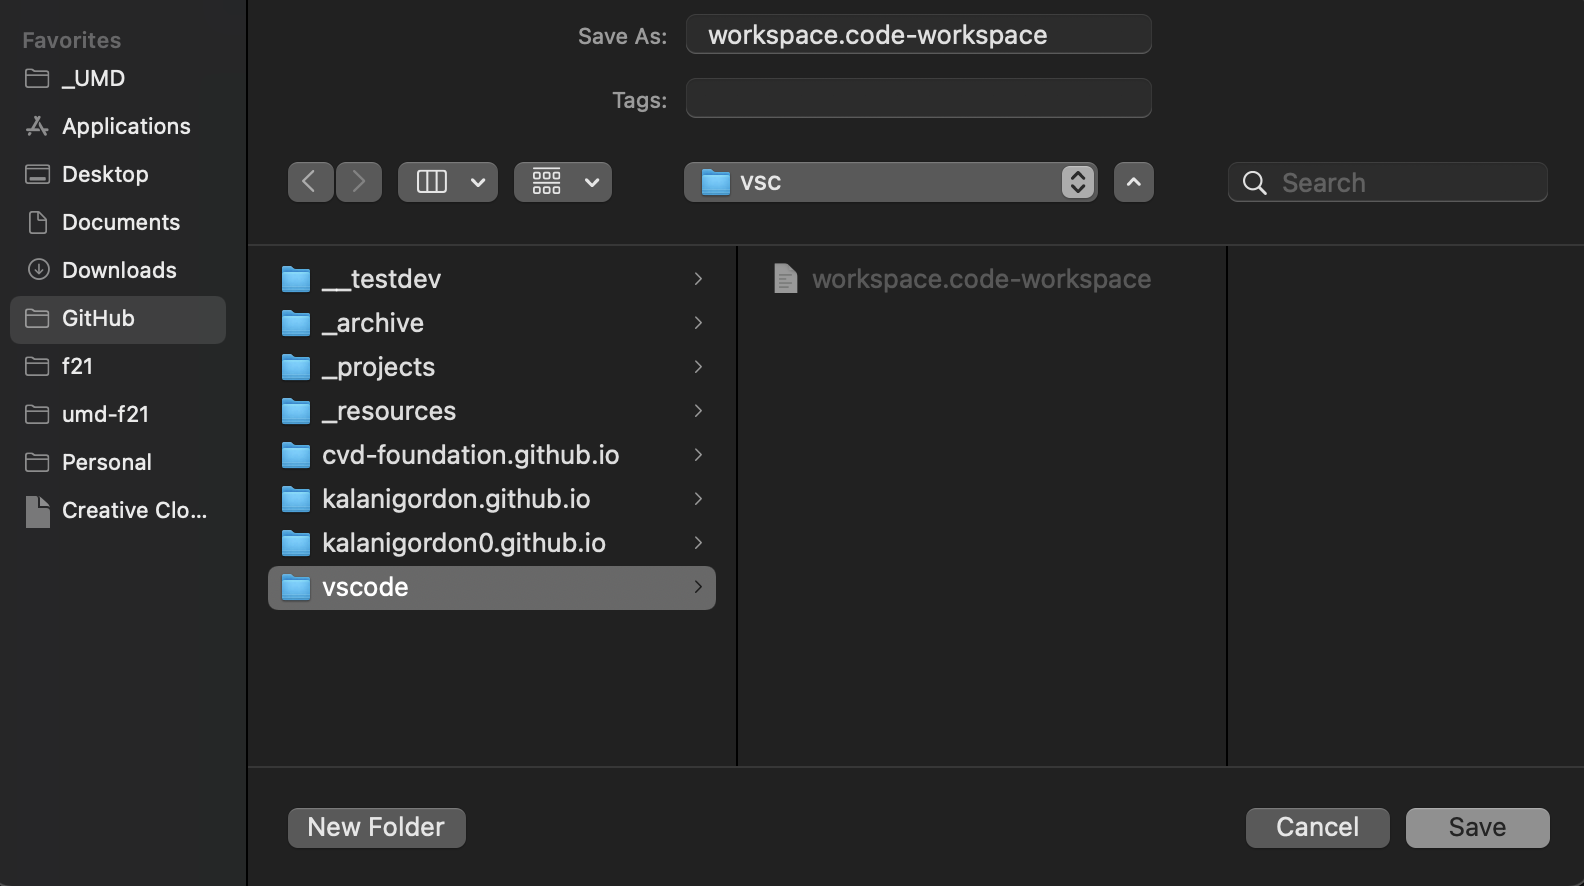 Favorites
_UMD
Applications
Desktop
Documents
Downloads
GitHub
f21
umd-f21
Personal
Creative Clo...
Save As: workspace.code-workspace
Tags:
vsc
Search
__testdev
_archive
_projects
_resources
cvd-foundation.github.io
kalanigordon.github.io
kalanigordon0.github.io
vscode
workspace.code-workspace
New Folder
Cancel
Save